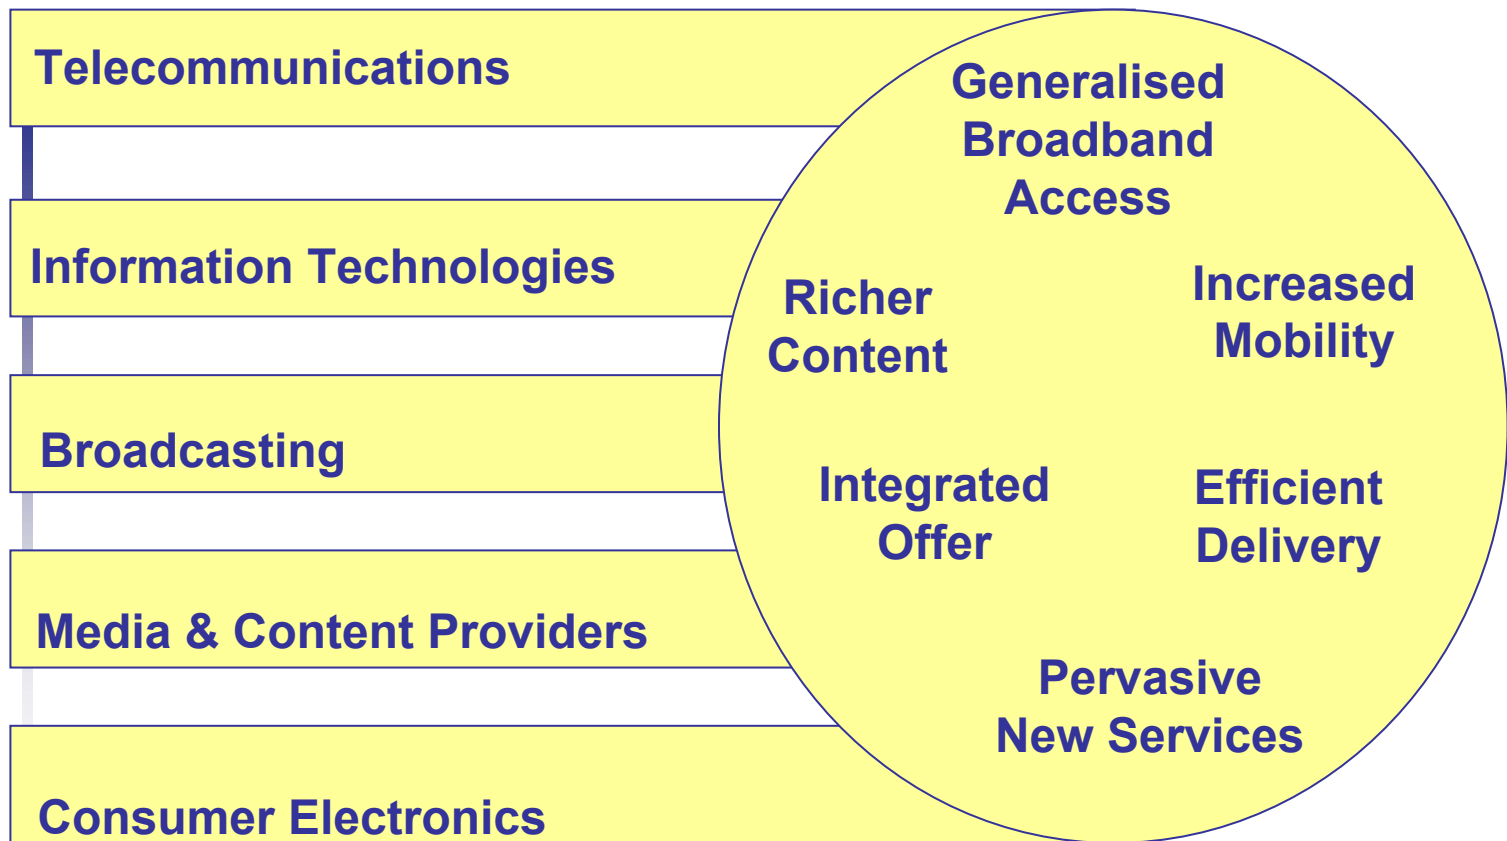 Telecommunications
Information Technologies
Broadcasting
Media & Content Providers
Consumer Electronics
Generalised
Broadband
Access
Richer
Content
Increased
Mobility
Integrated
Offer
Efficient
Delivery
Pervasive
New Services